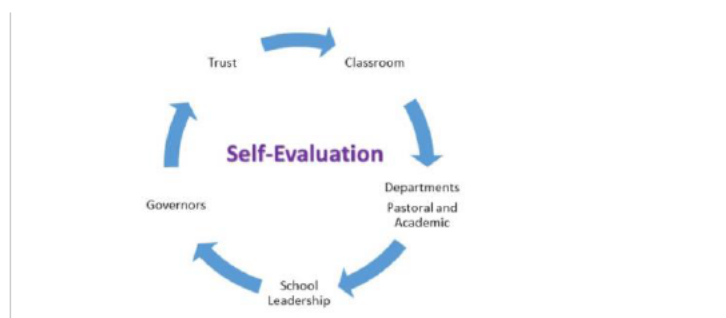 Trust
Classroom
Self-Evaluation
Departments
Pastoral and
Academic
Governors
School
Leadership